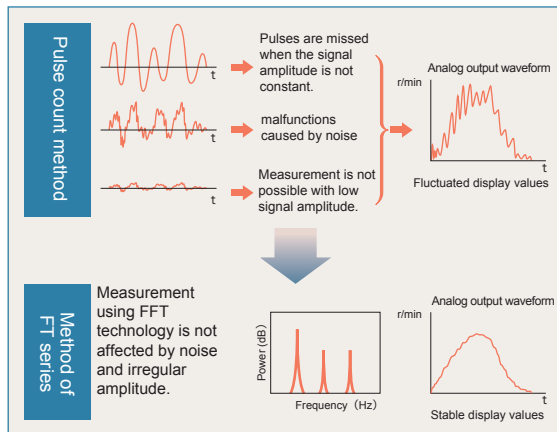 Pulse count method
t
Pulses are missed
when the signal
amplitude is not
constant.
t
malfunctions
caused by noise
t
Measurement is not
possible with low
signal amplitude.
Analog output waveform
r/min
t
Fluctuated display values
Method of
FT series
Measurement
using FFT
technology is not
affected by noise
and irregular
amplitude.
Power (dB)
Frequency (Hz)
Analog output waveform
r/min
t
Stable display values